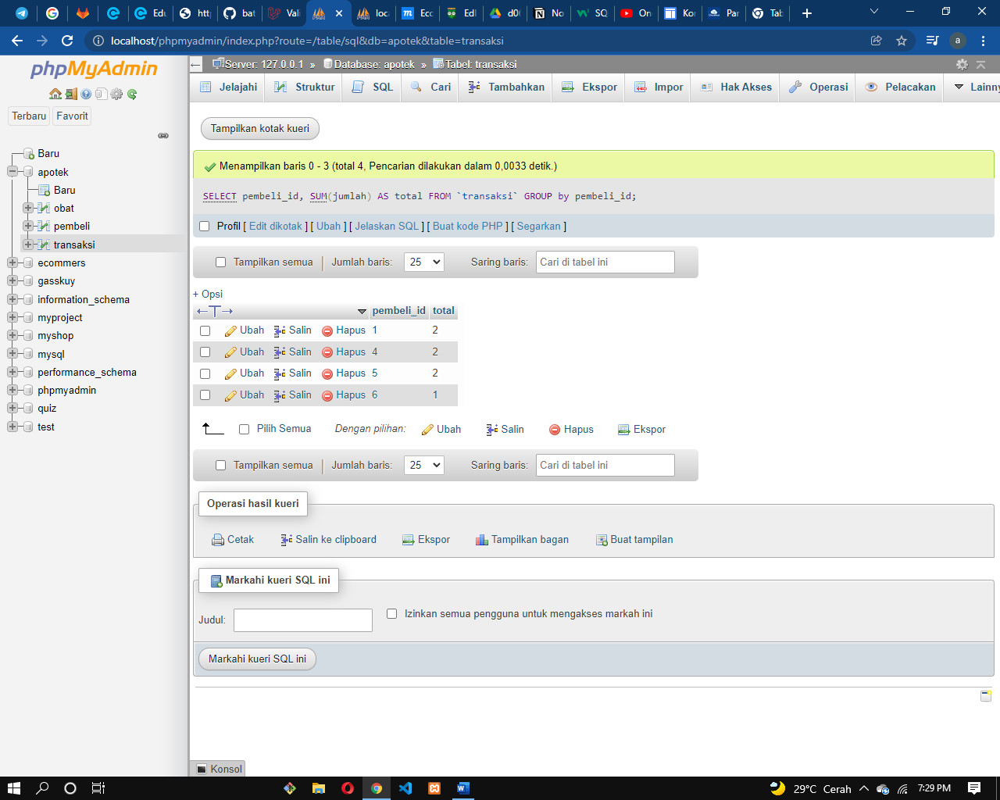 Edu
http
bat
Vali
loca
Ecc
Edl
d0(
No
SQ
On
Kor
Par
Tab
localhost/phpmyadmin/index.php?route=/table/sql&db=apotek&table=transaksi
a
phpMyAdmin
Terbaru Favorit
Baru
apotek
Baru
obat
pembeli
transaksi
ecommers
gasskuy
information_schema
myproject
myshop
mysql
performance_schema
phpmyadmin
quiz
test
Server: 127.0.0.1 » Database: apotek » Tabel: transaksi
Jelajahi Struktur SQL Cari Tambahkan Ekspor Impor Hak Akses Operasi Pelacakan Lainny
Tampilkan kotak kueri
Menampilkan baris 0 - 3 (total 4, Pencarian dilakukan dalam 0,0033 detik.)
SELECT pembeli_id, SUM(jumlah) AS total FROM `transaksi` GROUP by pembeli_id;
Profil [ Edit dikotak ] [ Ubah ] [ Jelaskan SQL ] [ Buat kode PHP ] [ Segarkan ]
Tampilkan semua Jumlah baris: 25 Saring baris: Cari di tabel ini
+ Opsi
←T→ pembeli_id total
Ubah Salin Hapus 1 2
Ubah Salin Hapus 4 2
Ubah Salin Hapus 5 2
Ubah Salin Hapus 6 1
Pilih Semua Dengan pilihan: Ubah Salin Hapus Ekspor
Tampilkan semua Jumlah baris: 25 Saring baris: Cari di tabel ini
Operasi hasil kueri
Cetak Salin ke clipboard Ekspor Tampilkan bagan Buat tampilan
Markahi kueri SQL ini
Judul: Izinkan semua pengguna untuk mengakses markah ini
Markahi kueri SQL ini
Konsol
29°C Cerah 7:29 PM